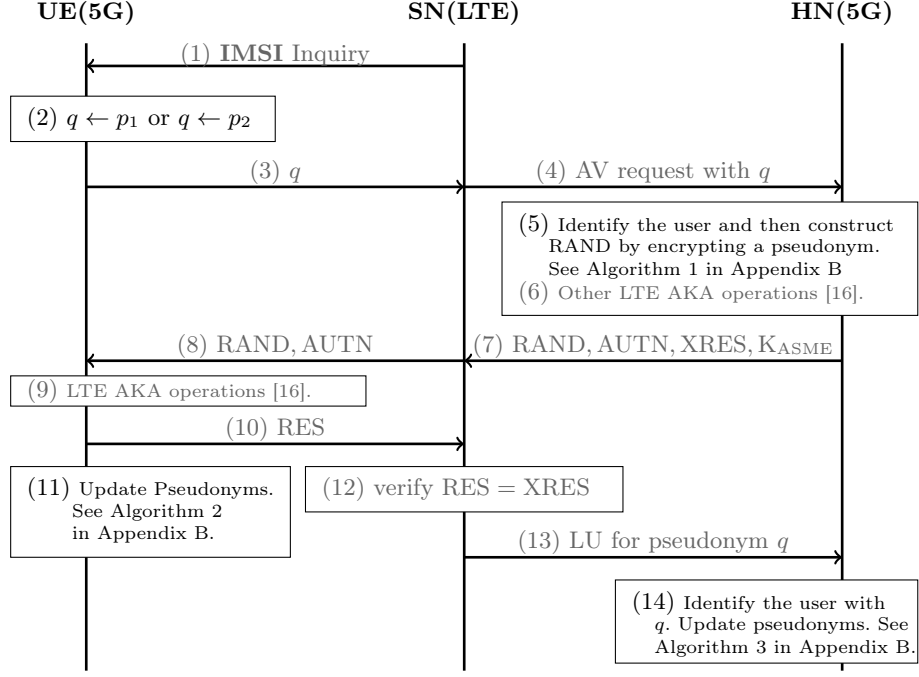 UE(5G) SN(LTE) HN(5G)
(1) IMSI Inquiry
(2) q ← p₁ or q ← p₂
(3) q
(4) AV request with q
(5) Identify the user and then construct
RAND by encrypting a pseudonym.
See Algorithm 1 in Appendix B
(6) Other LTE AKA operations [16].
(8) RAND, AUTN
(7) RAND, AUTN, XRES, K_ASME
(9) LTE AKA operations [16].
(10) RES
(11) Update Pseudonyms.
See Algorithm 2
in Appendix B.
(12) verify RES = XRES
(13) LU for pseudonym q
(14) Identify the user with
q. Update pseudonyms. See
Algorithm 3 in Appendix B.